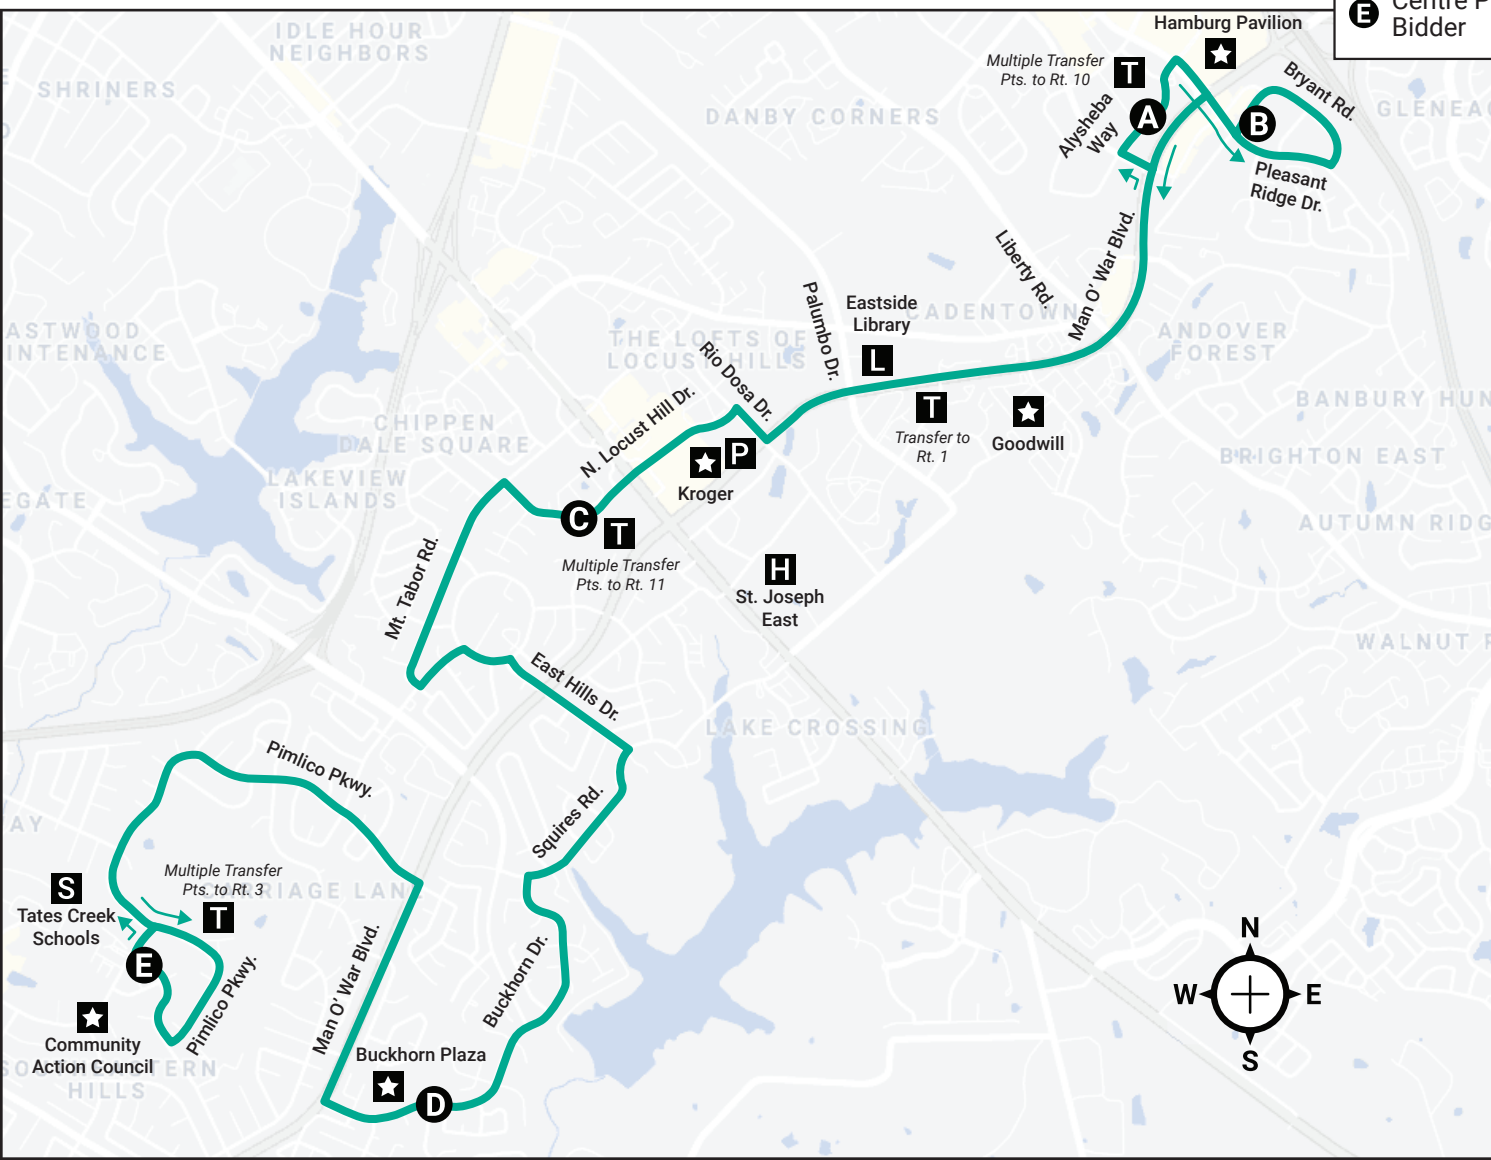 E
Bidder
Hamburg Pavilion
IDLE HOUR
NEIGHBORS
Multiple Transfer
Pts. to Rt. 10
T
Bryant Rd.
SHRINERS
DANBY CORNERS
Alysheba
Way
A
B
Pleasant
Ridge Dr.
Liberty Rd.
Man O' War Blvd.
Palumbo Dr.
Eastside
Library
CADENTOWN
L
ANDOVER
FOREST
THE LOFTS OF
LOCUST HILLS
Rio Dosa Dr.
N. Locust Hill Dr.
T
Transfer to
Rt. 1
Goodwill
BANBURY HUN
CHIPPEN
DALE SQUARE
P
Kroger
BRIGHTON EAST
LAKEVIEW
ISLANDS
EGATE
AUTUMN RIDG
C
T
Multiple Transfer
Pts. to Rt. 11
Mt. Tabor Rd.
H
St. Joseph
East
WALNUT
East Hills Dr.
LAKE CROSSING
Pimlico Pkwy.
Squires Rd.
AY
Multiple Transfer
Pts. to Rt. 3
T
S
Tates Creek
Schools
E
Pimlico Pkwy.
Man O' War Blvd.
Buckhorn Dr.
Community
Action Council
HILLS
Buckhorn Plaza
D
N
W
E
S
ASTWOOD
INTENANCE
GLENEAG